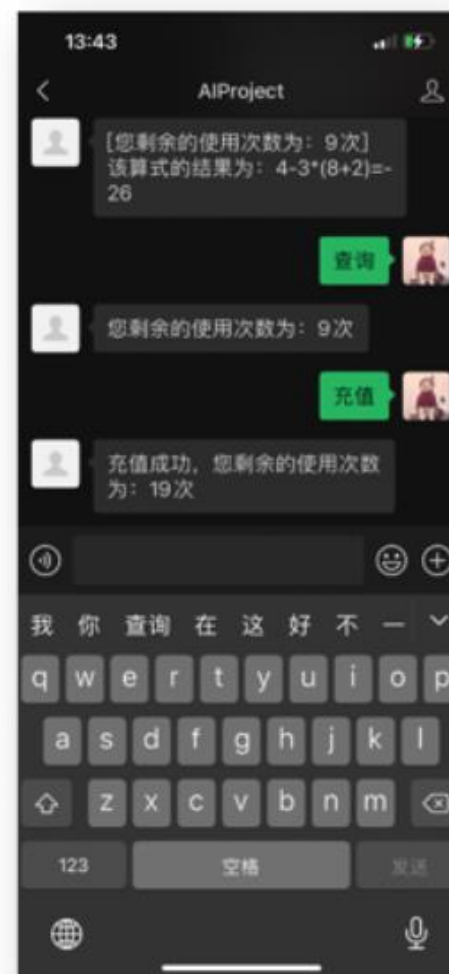 13:43
AIProject
[您剩余的使用次数为：9次]
该算式的结果为：4-3*(8+2)=-
26
查询
您剩余的使用次数为：9次
充值
充值成功，您剩余的使用次数
为：19次
我 你 查询 在 这 好 不 一
q w e r t y u i o p
a s d f g h j k l
z x c v b n m
123 空格 发送